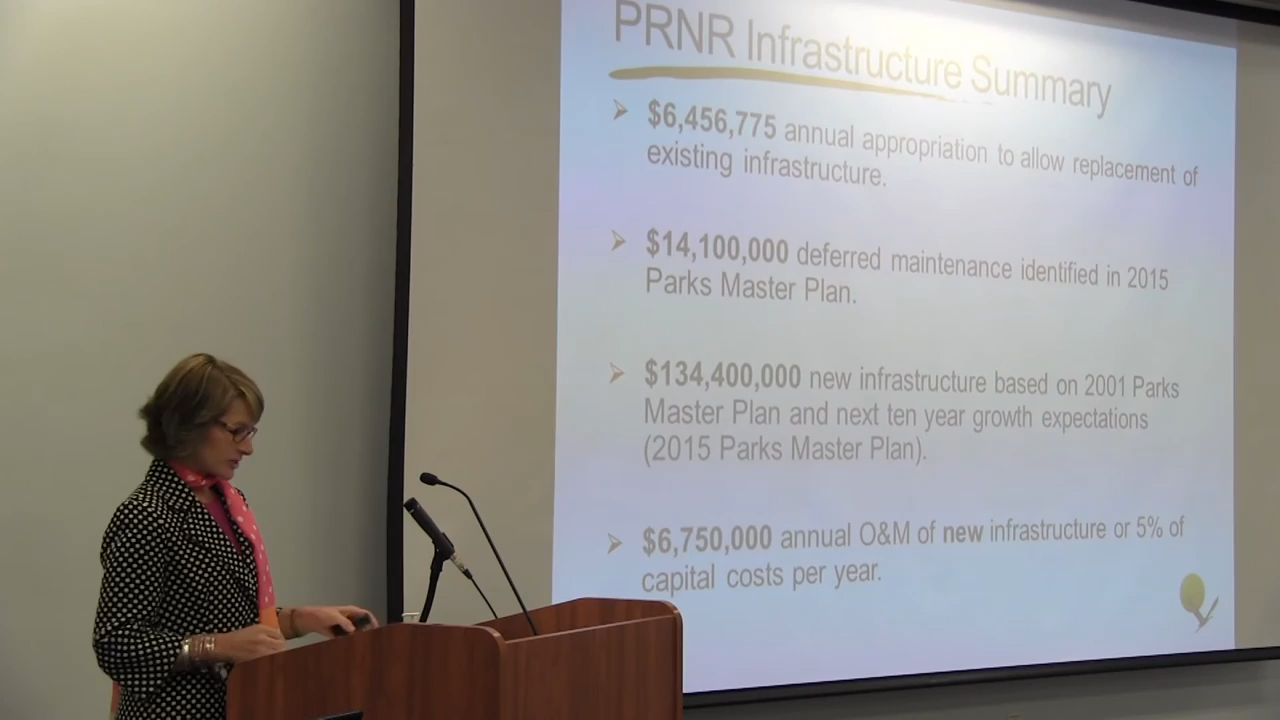 PRNR Infrastructure Summary
$6,456,775 annual appropriation to allow replacement of
existing infrastructure.
$14,100,000 deferred maintenance identified in 2015
Parks Master Plan.
$134,400,000 new infrastructure based on 2001 Parks
Master Plan and next ten year growth expectations
(2015 Parks Master Plan).
$6,750,000 annual O&M of new infrastructure or 5% of
capital costs per year.